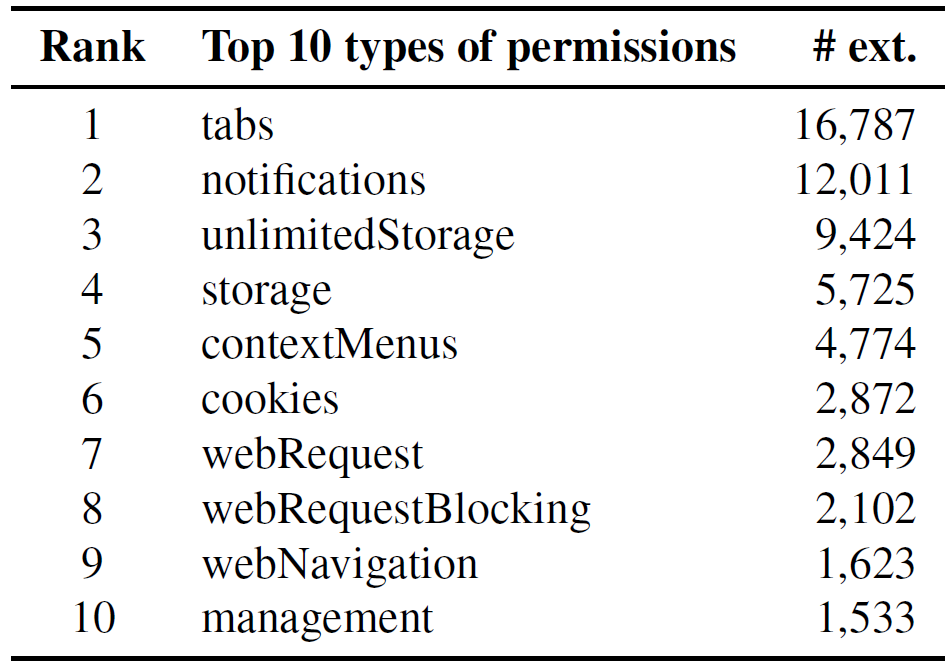 Rank Top 10 types of permissions # ext.
1 tabs 16,787
2 notifications 12,011
3 unlimitedStorage 9,424
4 storage 5,725
5 contextMenus 4,774
6 cookies 2,872
7 webRequest 2,849
8 webRequestBlocking 2,102
9 webNavigation 1,623
10 management 1,533